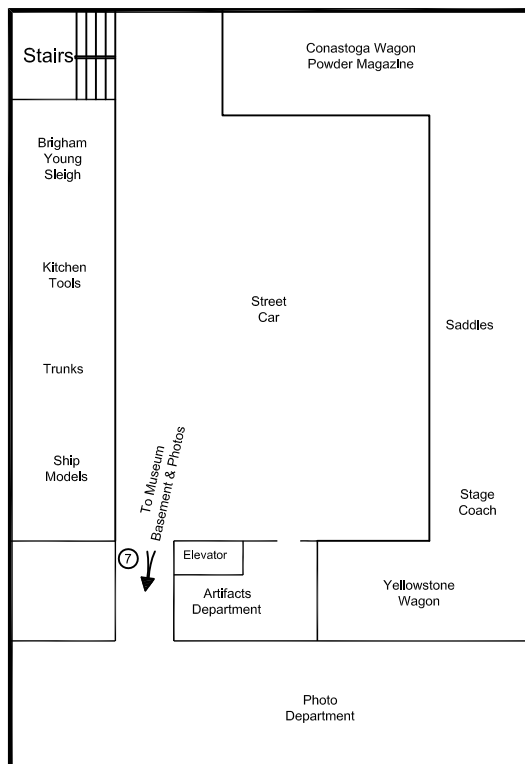 Stairs
Conastoga Wagon
Powder Magazine
Brigham
Young
Sleigh
Kitchen
Tools
Street
Car
Saddles
Trunks
To Museum
Basement & Photos
Ship
Models
Stage
Coach
7
Elevator
Artifacts
Department
Yellowstone
Wagon
Photo
Department